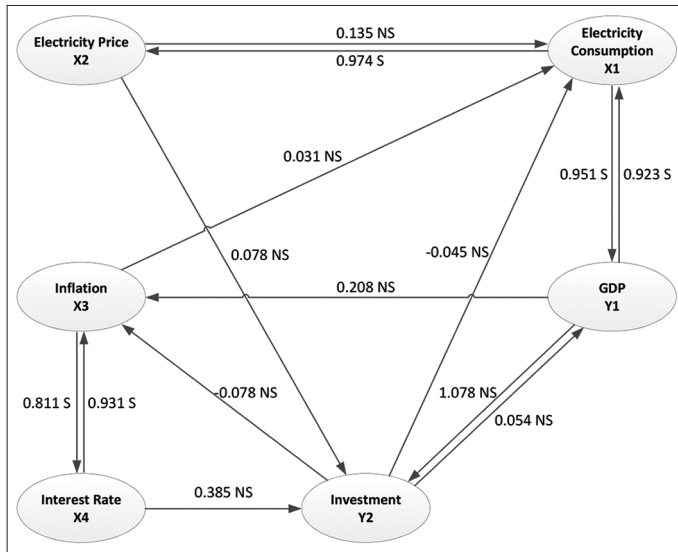 Electricity Price
X2
0.135 NS
0.974 S
Electricity
Consumption
X1
0.031 NS
0.951 S
0.923 S
0.078 NS
-0.045 NS
Inflation
X3
0.208 NS
GDP
Y1
0.811 S
0.931 S
-0.078 NS
1.078 NS
0.054 NS
Interest Rate
X4
0.385 NS
Investment
Y2